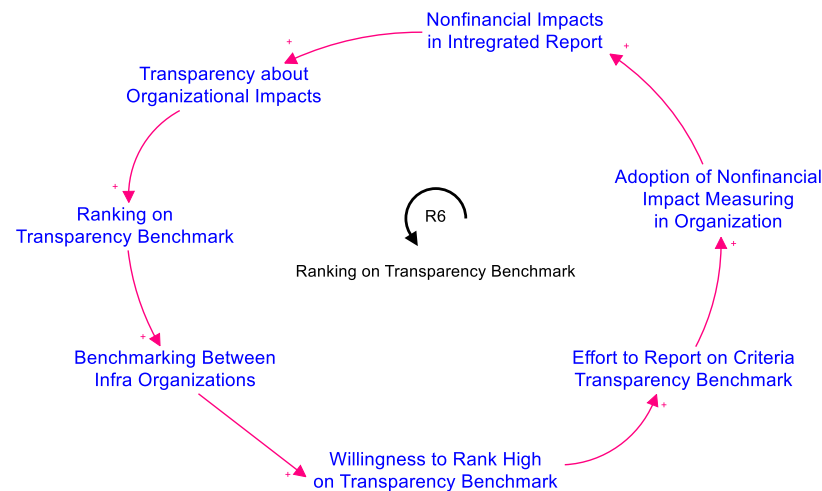 Nonfinancial Impacts
in Intregrated Report
+
+
Transparency about
Organizational Impacts
Adoption of Nonfinancial
Impact Measuring
in Organization
+
+
Ranking on
Transparency Benchmark
R6
Ranking on Transparency Benchmark
+
Benchmarking Between
Infra Organizations
Effort to Report on Criteria
Transparency Benchmark
+
+
Willingness to Rank High
on Transparency Benchmark